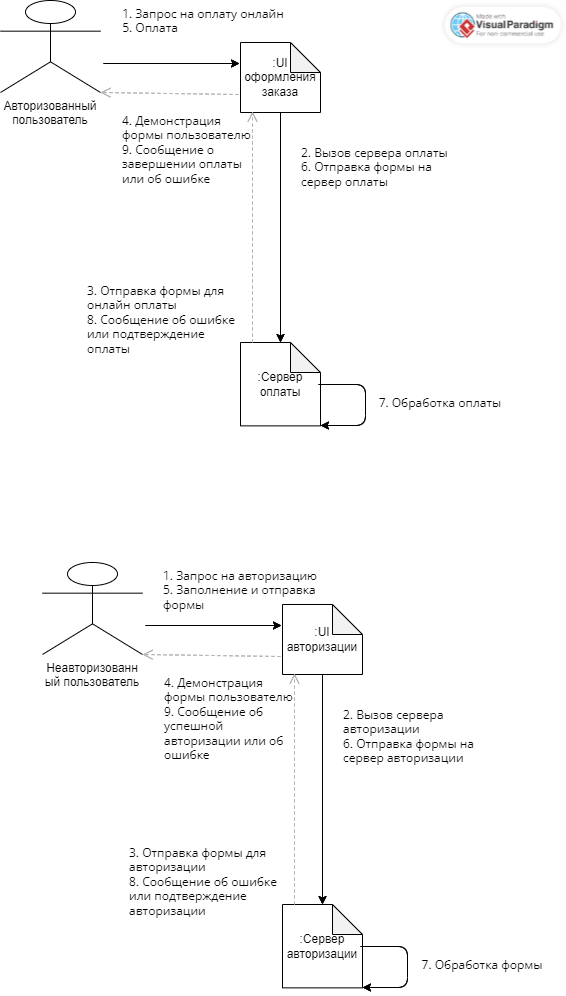 1. Запрос на оплату онлайн
5. Оплата
Made with
Visual Paradigm
For non-commercial use
:UI
оформления
заказа
Авторизованный
пользователь
4. Демонстрация
формы пользователю
9. Сообщение о
завершении оплаты
или об ошибке
2. Вызов сервера оплаты
6. Отправка формы на
сервер оплаты
3. Отправка формы для
онлайн оплаты
8. Сообщение об ошибке
или подтверждение
оплаты
:Сервер
оплаты
7. Обработка оплаты
1. Запрос на авторизацию
5. Заполнение и отправка
формы
:UI
авторизации
Неавторизованн
ый пользователь
4. Демонстрация
формы пользователю
9. Сообщение об
успешной
авторизации или об
ошибке
2. Вызов сервера
авторизации
6. Отправка формы на
сервер авторизации
3. Отправка формы для
авторизации
8. Сообщение об ошибке
или подтверждение
авторизации
:Сервер
авторизации
7. Обработка формы